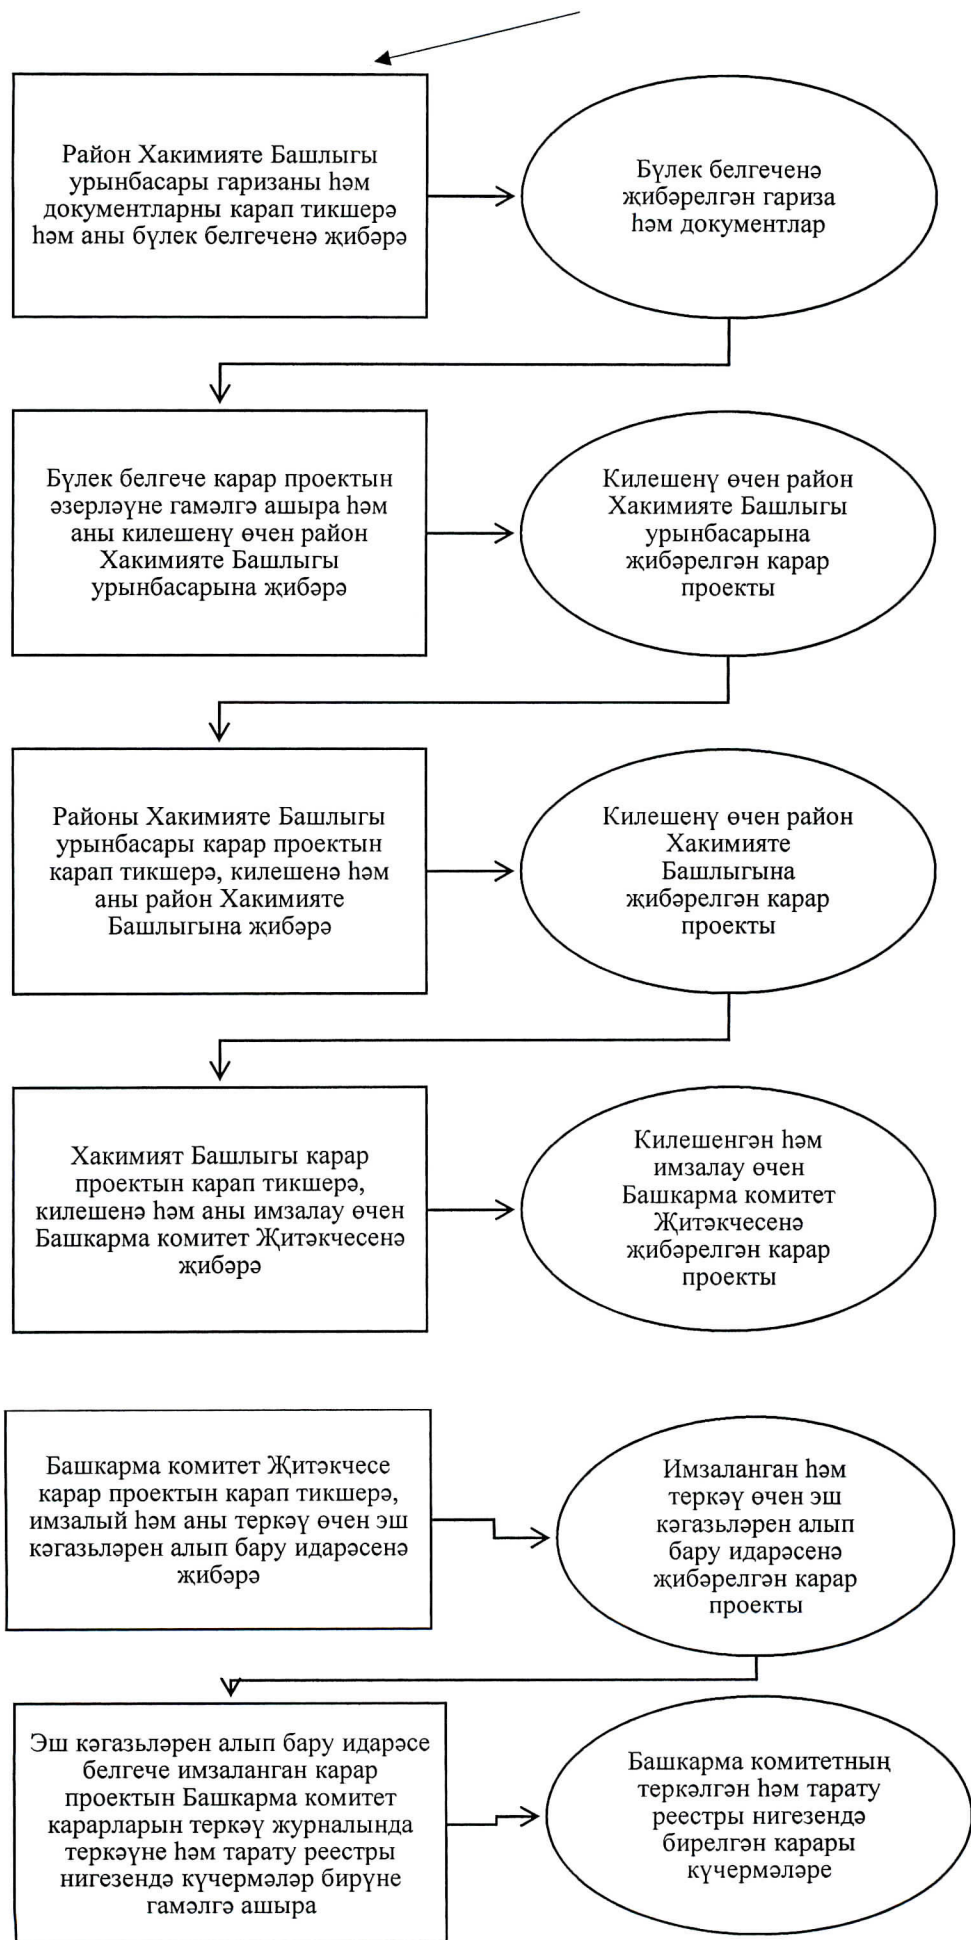 Район Хакимияте Башлыгы
урынбасары гаризаны һәм
документларны карап тикшерә
һәм аны бүлек белгеченә җибәрә
Бүлек белгеченә
җибәрелгән гариза
һәм документлар
Бүлек белгече карар проектын
әзерләүне гамәлгә ашыра һәм
аны килешенү өчен район
Хакимияте Башлыгы
урынбасарына җибәрә
Килешенү өчен район
Хакимияте Башлыгы
урынбасарына
җибәрелгән карар
проекты
Районы Хакимияте Башлыгы
урынбасары карар проектын
карап тикшерә, килешенә һәм
аны район Хакимияте
Башлыгына җибәрә
Килешенү өчен район
Хакимияте
Башлыгына
җибәрелгән карар
проекты
Хакимият Башлыгы карар
проектын карап тикшерә,
килешенә һәм аны имзалау өчен
Башкарма комитет Җитәкчесенә
җибәрә
Килешенгән һәм
имзалау өчен
Башкарма комитет
Җитәкчесенә
җибәрелгән карар
проекты
Башкарма комитет Җитәкчесе
карар проектын карап тикшерә,
имзалый һәм аны теркәү өчен эш
кәгазьләрен алып бару идарәсенә
җибәрә
Имзаланган һәм
теркәү өчен эш
кәгазьләрен алып
бару идарәсенә
җибәрелгән карар
проекты
Эш кәгазьләрен алып бару идарәсе
белгече имзаланган карар
проектын Башкарма комитет
карарларын теркәү журналында
теркәүне һәм тарату реестры
нигезендә күчермәләр бирүне
гамәлгә ашыра
Башкарма комитетның
теркәлгән һәм тарату
реестры нигезендә
бирелгән карары
күчермәләре